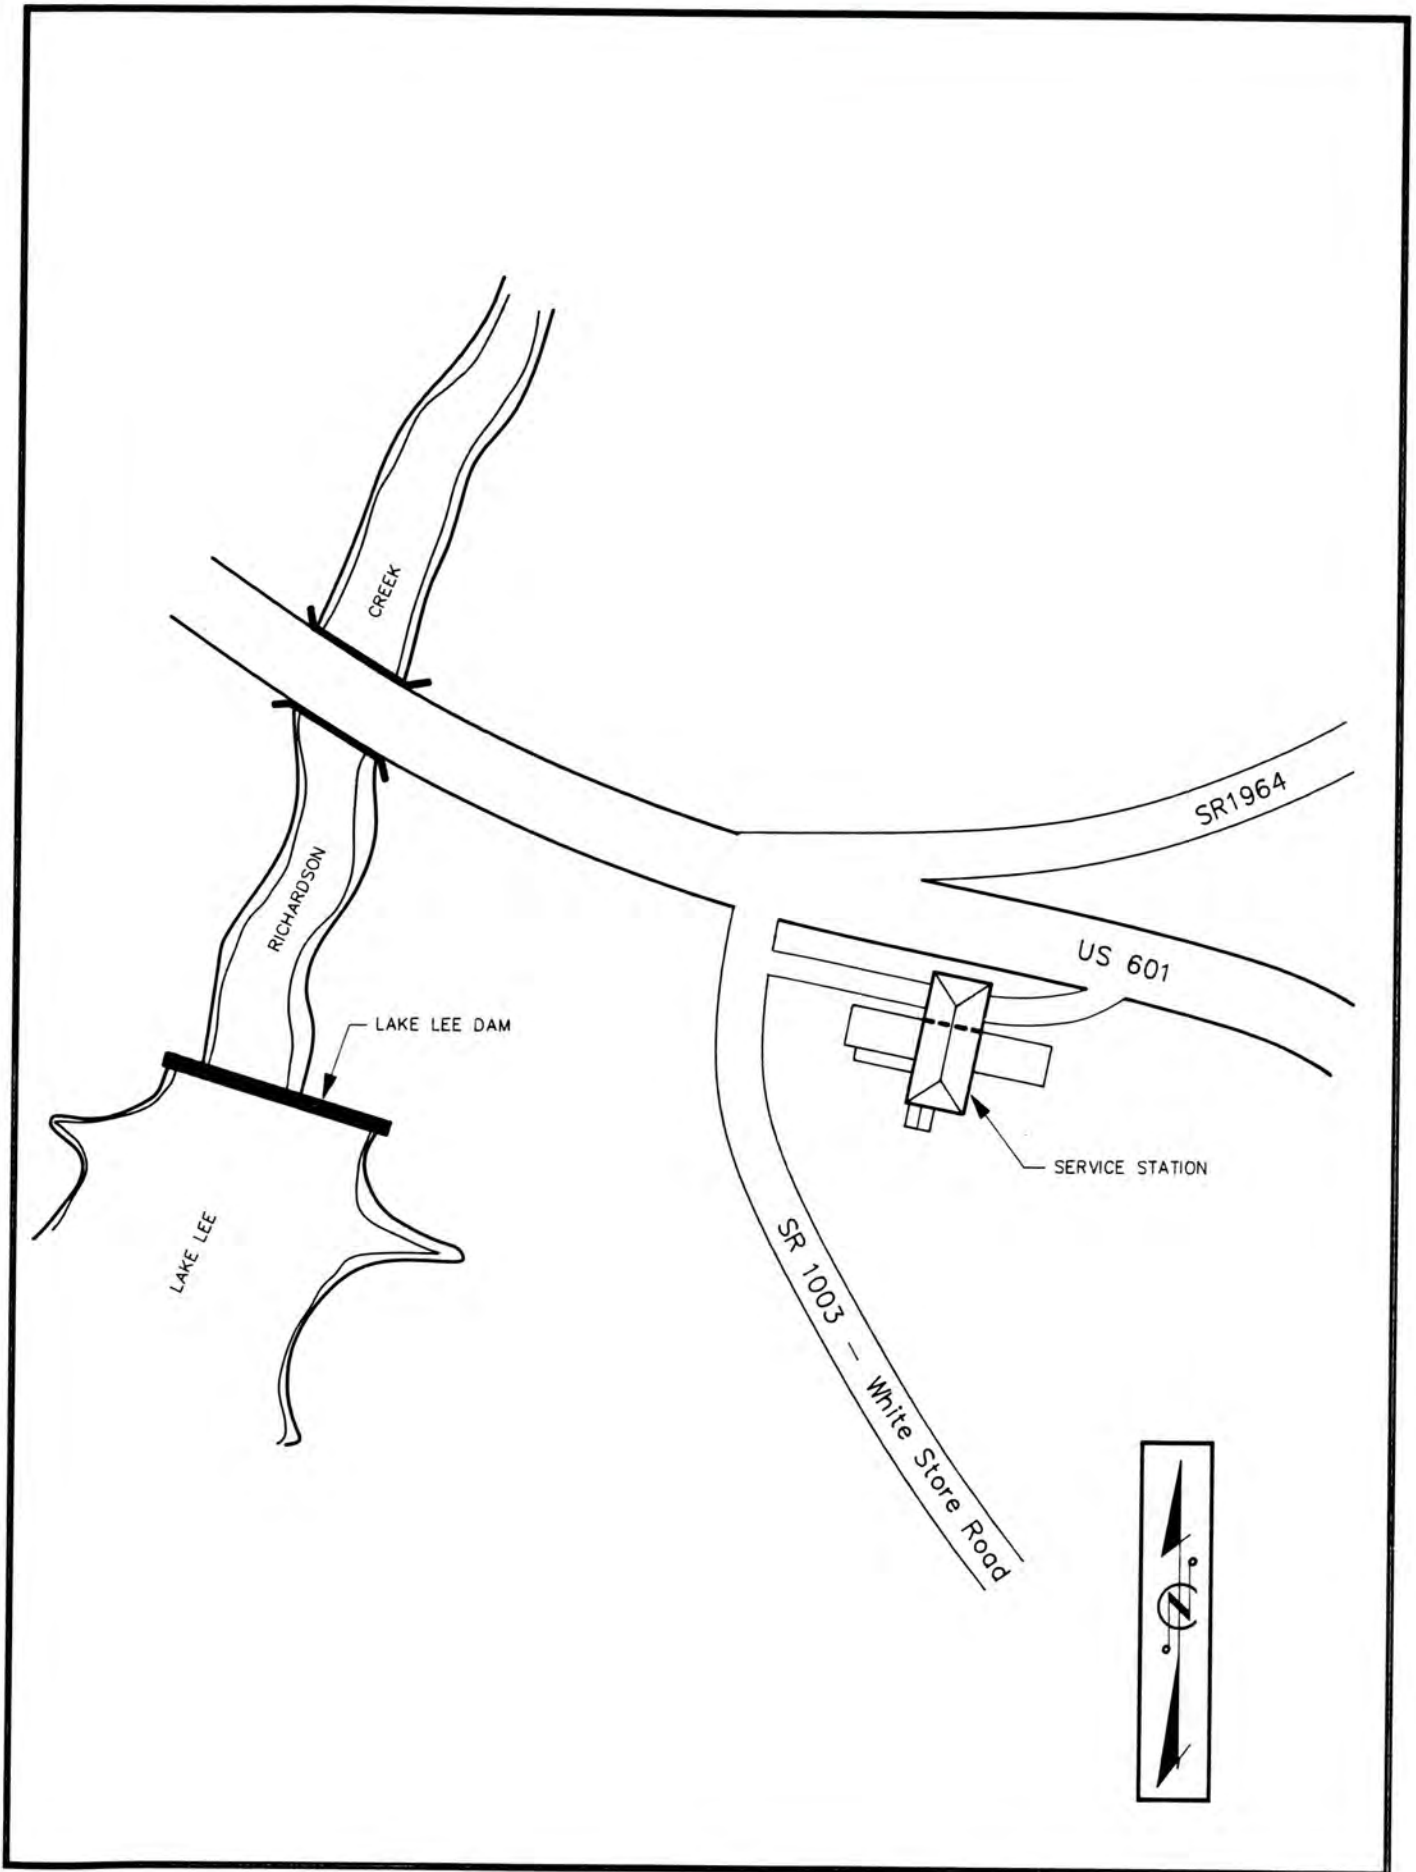 CREEK
SR1964
RICHARDSON
US 601
LAKE LEE DAM
SERVICE STATION
LAKE LEE
SR 1003 — White Store Road
N